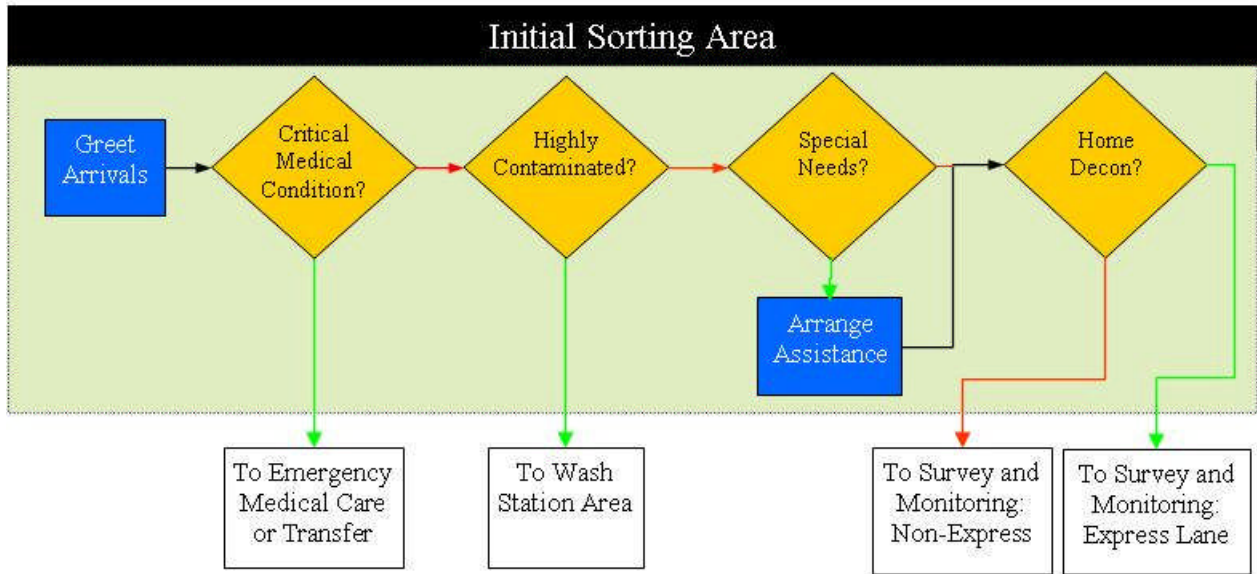 Initial Sorting Area
Greet
Arrivals
Critical
Medical
Condition?
Highly
Contaminated?
Special
Needs?
Home
Decon?
Arrange
Assistance
To Emergency
Medical Care
or Transfer
To Wash
Station Area
To Survey and
Monitoring:
Non-Express
To Survey and
Monitoring:
Express Lane